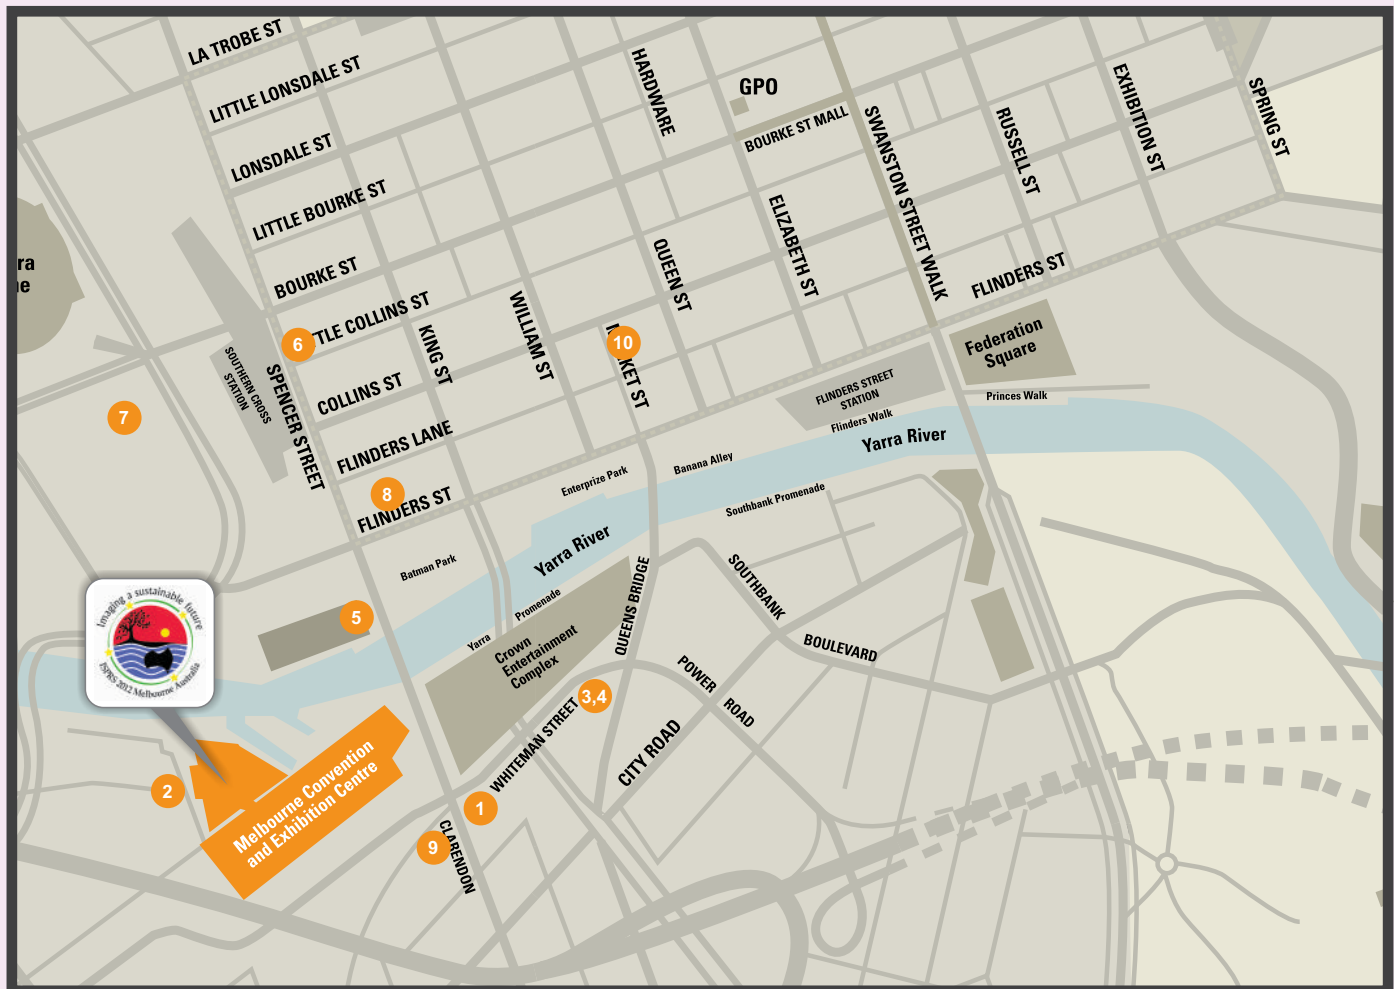 LA TROBE ST
LITTLE LONSDALE ST
LONSDALE ST
LITTLE BOURKE ST
BOURKE ST
HARDWARE
GPO
BOURKE ST MALL
SWANSTON STREET WALK
RUSSELL ST
EXHIBITION ST
SPRING ST
ra
ne
6
TLE COLLINS ST
SOUTHERN CROSS
STATION
SPENCER STREET
KING ST
WILLIAM ST
10
KET ST
QUEEN ST
ELIZABETH ST
FLINDERS ST
Federation
Square
COLLINS ST
FLINDERS LANE
7
8
FLINDERS ST
FLINDERS STREET
STATION
Princes Walk
Flinders Walk
Yarra River
Banana Alley
Enterprize Park
Southbank Promenade
Yarra River
Batman Park
Imaging a sustainable future
ISPRS 2012 Melbourne Australia
5
Yarra
Promenade
Crown
Entertainment
Complex
QUEENS BRIDGE
SOUTHBANK
BOULEVARD
POWER
ROAD
3,4
WHITEMAN STREET
CITY ROAD
2
Melbourne Convention
and Exhibition Centre
1
9
CLARENDON